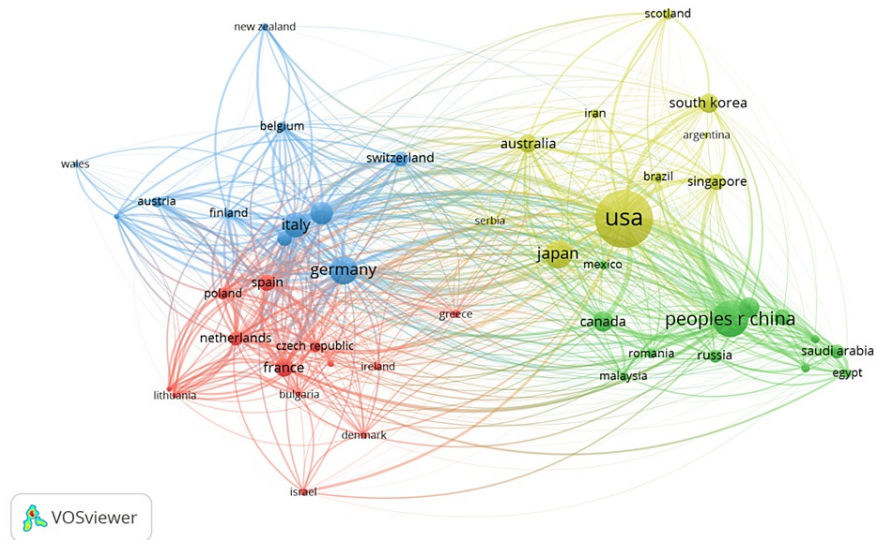 scotland
new zealand
south korea
iran
belgium
argentina
australia
switzerland
wales
brazil
singapore
austria
finland
usa
serbia
italy
japan
mexico
germany
spain
poland
greece
peoples r china
canada
netherlands
czech republic
romania
russia
saudi arabia
france
ireland
malaysia
egypt
lithuania
bulgaria
denmark
israel
VOSviewer